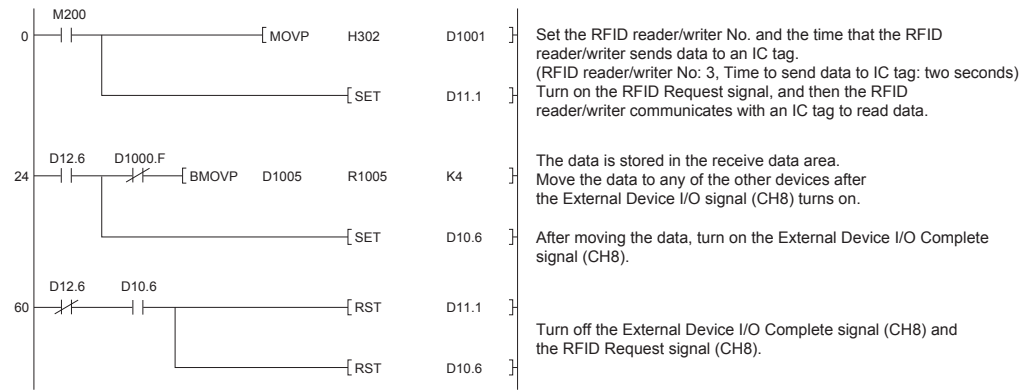 M200
0 [ MOVP H302 D1001 ] Set the RFID reader/writer No. and the time that the RFID
reader/writer sends data to an IC tag.
(RFID reader/writer No: 3, Time to send data to IC tag: two seconds)
[ SET D11.1 ] Turn on the RFID Request signal, and then the RFID
reader/writer communicates with an IC tag to read data.
D12.6 D1000.F
24 [ BMOVP D1005 R1005 K4 ] The data is stored in the receive data area.
Move the data to any of the other devices after
the External Device I/O signal (CH8) turns on.
[ SET D10.6 ] After moving the data, turn on the External Device I/O Complete
signal (CH8).
D12.6 D10.6
60 [ RST D11.1 ]
Turn off the External Device I/O Complete signal (CH8) and
the RFID Request signal (CH8).
[ RST D10.6 ]